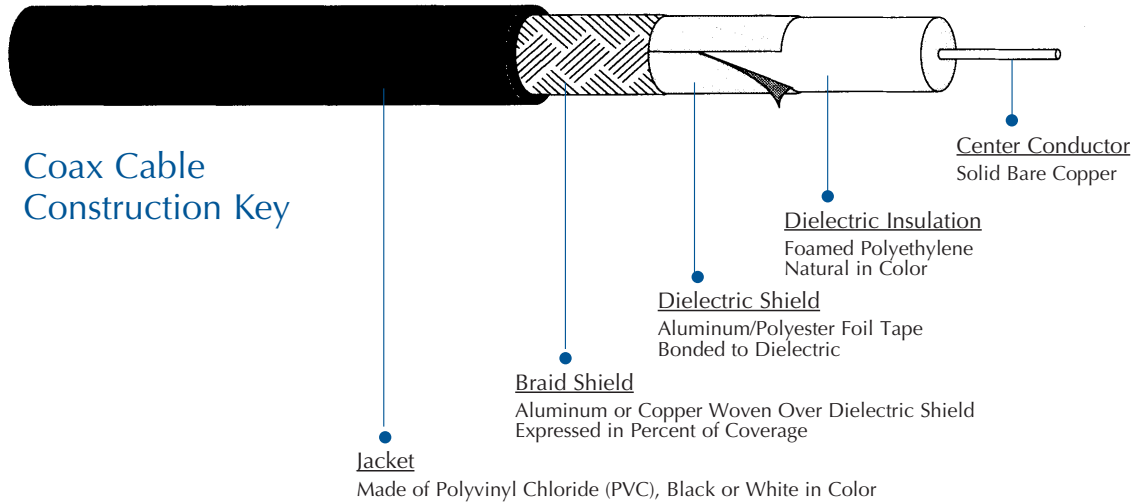 Coax Cable
Construction Key
Center Conductor
Solid Bare Copper
Dielectric Insulation
Foamed Polyethylene
Natural in Color
Dielectric Shield
Aluminum/Polyester Foil Tape
Bonded to Dielectric
Braid Shield
Aluminum or Copper Woven Over Dielectric Shield
Expressed in Percent of Coverage
Jacket
Made of Polyvinyl Chloride (PVC), Black or White in Color